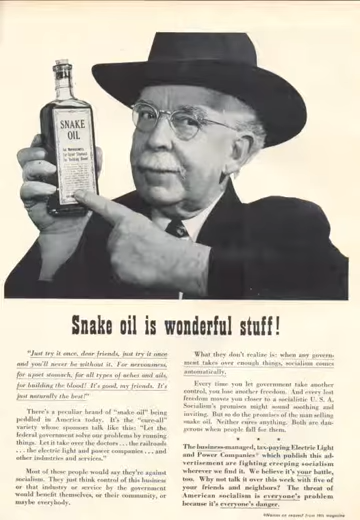 SNAKE
OIL
Snake oil is wonderful stuff!
"Just try it once, dear friends, just try it once
and you'll never be without it. For nervousness,
for upset stomach, for all types of aches and ails,
for building the blood! It's good, my friends. It's
just naturally the best!"
There's a peculiar brand of "snake oil" being
peddled in America today. It's the "cure-all"
variety whose sponsors talk like this: "Let the
federal government solve our problems by running
things. Let it take over the doctors . . . the railroads
. . . the electric light and power companies . . . and
other industries and services."
Most of these people would say they're against
socialism. They just think control of this business
or that industry or service by the government
would benefit themselves, or their community, or
maybe everybody.
What they don't realize is: when any govern-
ment takes over enough things, socialism comes
automatically.
Every time you let government take another
control, you lose another freedom. And every lost
freedom moves you closer to a socialistic U. S. A.
Socialism's promises might sound soothing and
inviting. But so do the promises of the man selling
snake oil. Neither cures anything. Both are dan-
gerous when people fall for them.
* * *
The business-managed, tax-paying Electric Light
and Power Companies* which publish this ad-
vertisement are fighting creeping socialism
wherever we find it. We believe it's your battle,
too. Why not talk it over this week with five of
your friends and neighbors? The threat of
American socialism is everyone's problem
because it's everyone's danger.
*Names on request from this magazine